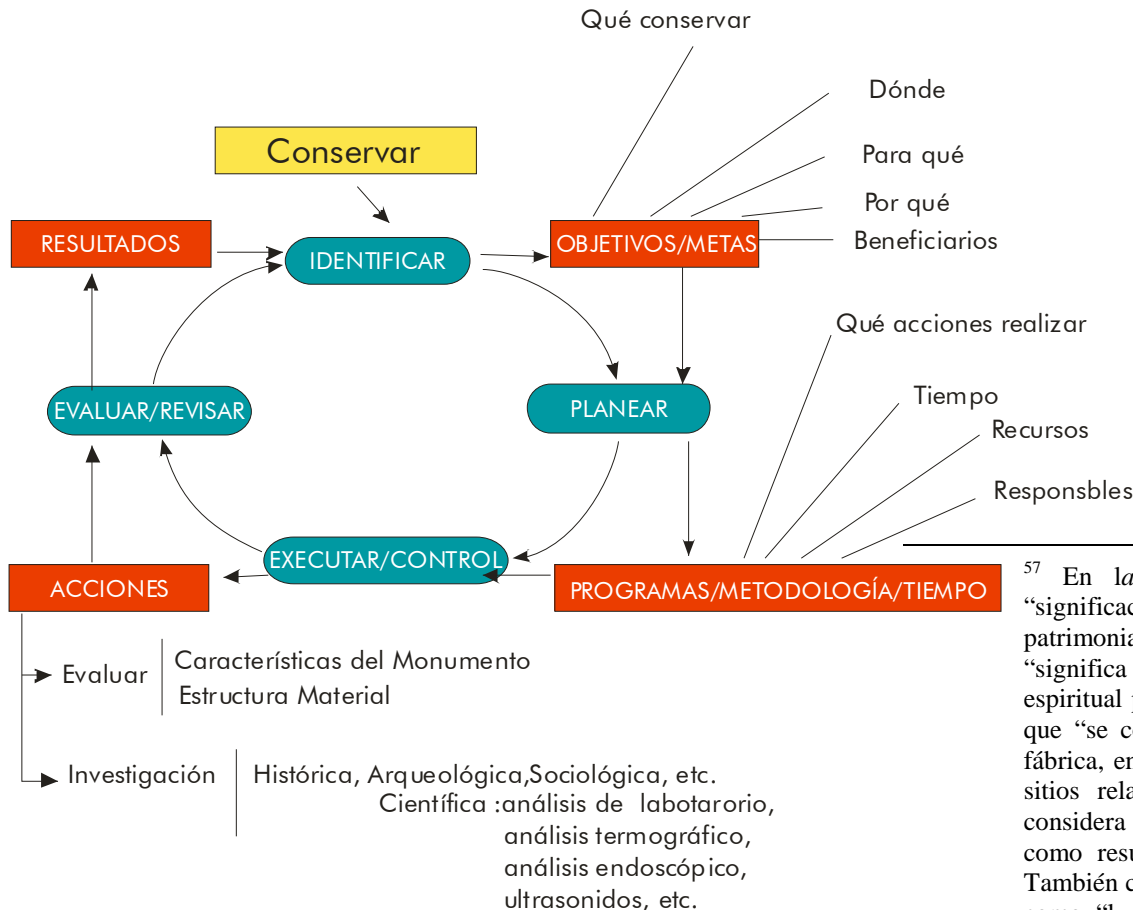 Qué conservar
Dónde
Para qué
Por qué
Beneficiarios
Conservar
RESULTADOS
IDENTIFICAR
OBJETIVOS/METAS
Qué acciones realizar
Tiempo
Recursos
Responsbles
EVALUAR/REVISAR
PLANEAR
EXECUTAR/CONTROL
ACCIONES
PROGRAMAS/METODOLOGÍA/TIEMPO
Evaluar
Características del Monumento
Estructura Material
Investigación
Histórica, Arqueológica,Sociológica, etc.
Científica :análisis de labotarorio,
análisis termográfico,
análisis endoscópico,
ultrasonidos, etc.
57 En la
“significac
patrimonia
“significa
espiritual
que “se c
fábrica, en
sitios rela
considera
como resu
También c